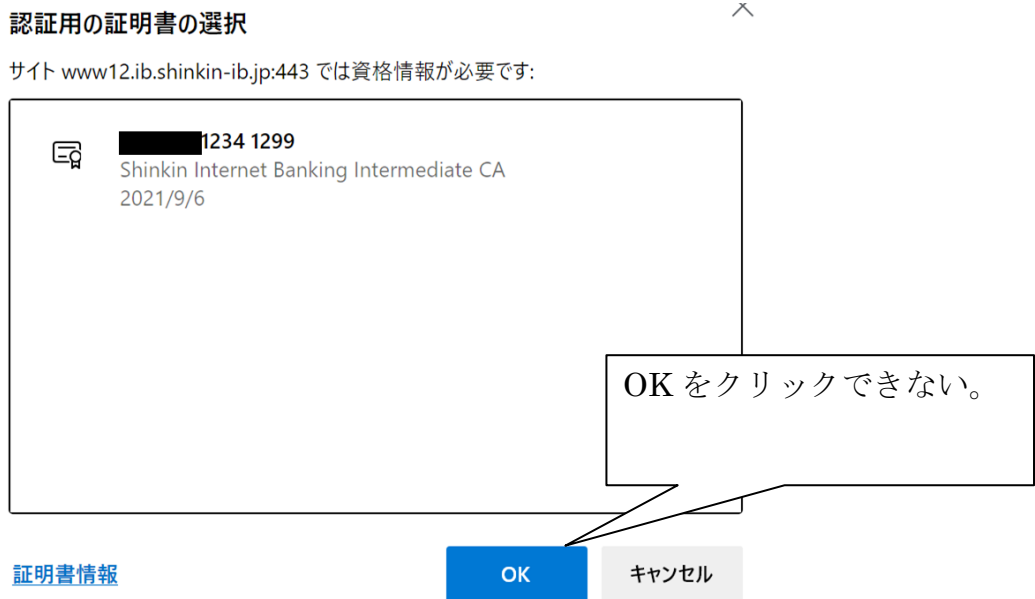 認証用の証明書の選択
サイト www12.ib.shinkin-ib.jp:443 では資格情報が必要です:
1234 1299
Shinkin Internet Banking Intermediate CA
2021/9/6
OK をクリックできない。
証明書情報
OK
キャンセル